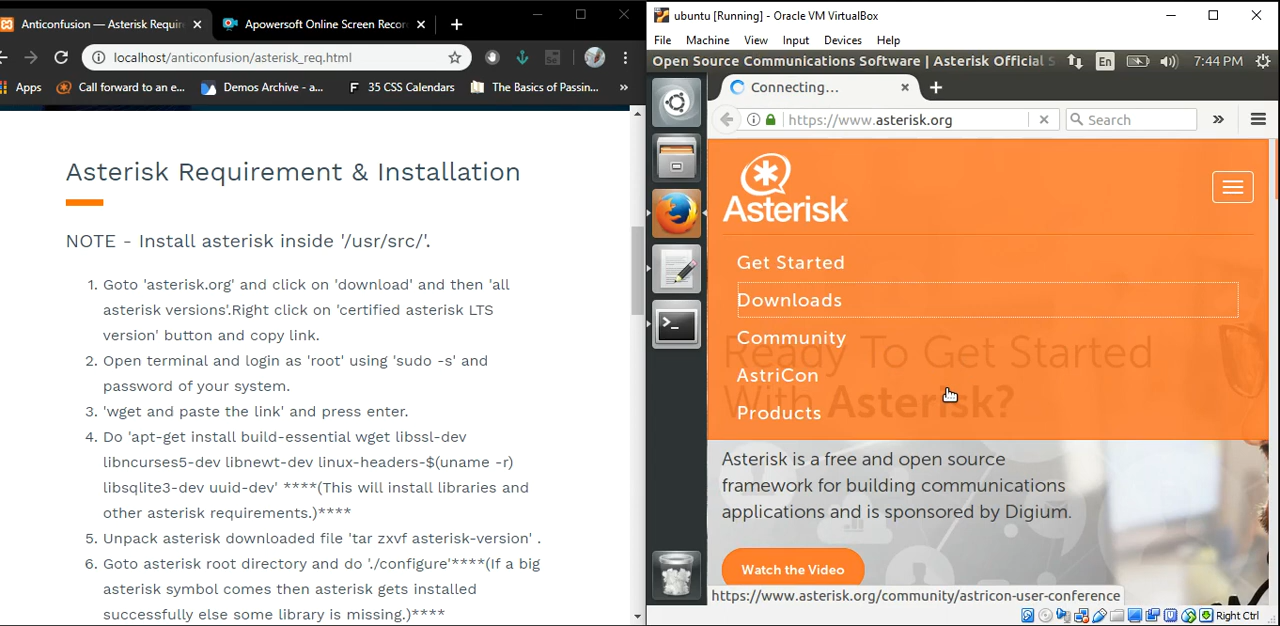 Anticonfusion — Asterisk Requir
Apowersoft Online Screen Recor
localhost/anticonfusion/asterisk_req.html
Apps
Call forward to an e...
Demos Archive - a...
35 CSS Calendars
The Basics of Passin...
»
Asterisk Requirement & Installation
NOTE - Install asterisk inside '/usr/src/'.
1. Goto 'asterisk.org' and click on 'download' and then 'all
asterisk versions'.Right click on 'certified asterisk LTS
version' button and copy link.
2. Open terminal and login as 'root' using 'sudo -s' and
password of your system.
3. 'wget and paste the link' and press enter.
4. Do 'apt-get install build-essential wget libssl-dev
libncurses5-dev libnewt-dev linux-headers-$(uname -r)
libsqlite3-dev uuid-dev' ****(This will install libraries and
other asterisk requirements.)****
5. Unpack asterisk downloaded file 'tar zxvf asterisk-version' .
6. Goto asterisk root directory and do './configure'****(If a big
asterisk symbol comes then asterisk gets installed
successfully else some library is missing.)****
ubuntu [Running] - Oracle VM VirtualBox
File Machine View Input Devices Help
Open Source Communications Software | Asterisk Official S
En
7:44 PM
Connecting...
https://www.asterisk.org
Search
»
Asterisk
Get Started
Downloads
Community
AstriCon
Products
Ready To Get Started
With Asterisk?
Asterisk is a free and open source
framework for building communications
applications and is sponsored by Digium.
Watch the Video
https://www.asterisk.org/community/astricon-user-conference
Right Ctrl